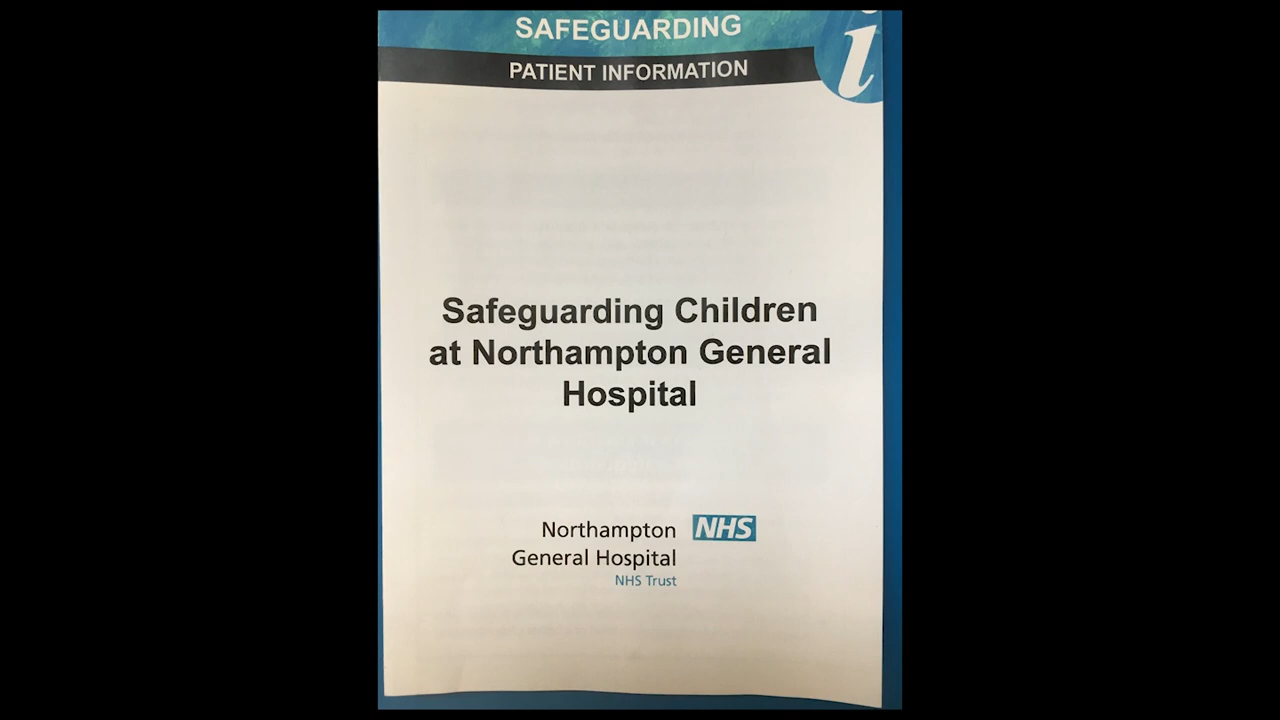 SAFEGUARDING
PATIENT INFORMATION
i
Safeguarding Children
at Northampton General
Hospital
Northampton NHS
General Hospital
NHS Trust